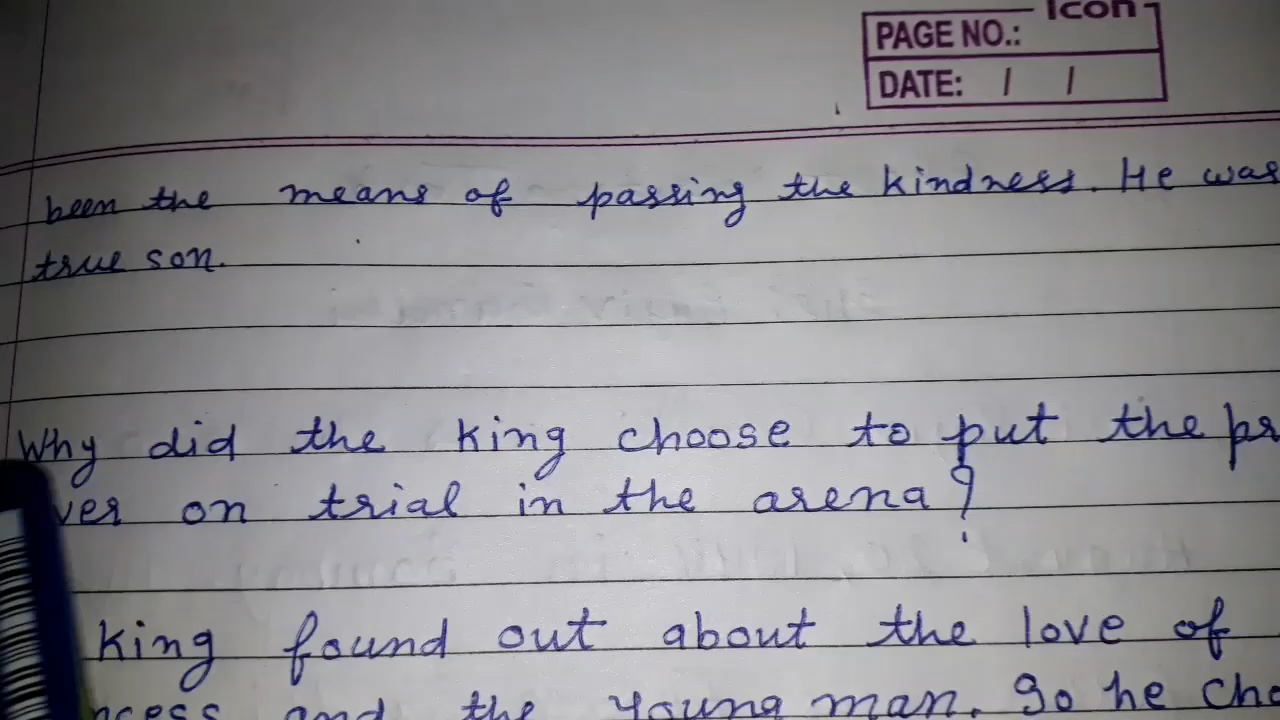 Icon
PAGE NO.:
DATE: / /
been the means of passing the kindness. He was
true son.
Why did the king choose to put the
on trial in the arena?
king found out about the love of
and the young man. So he